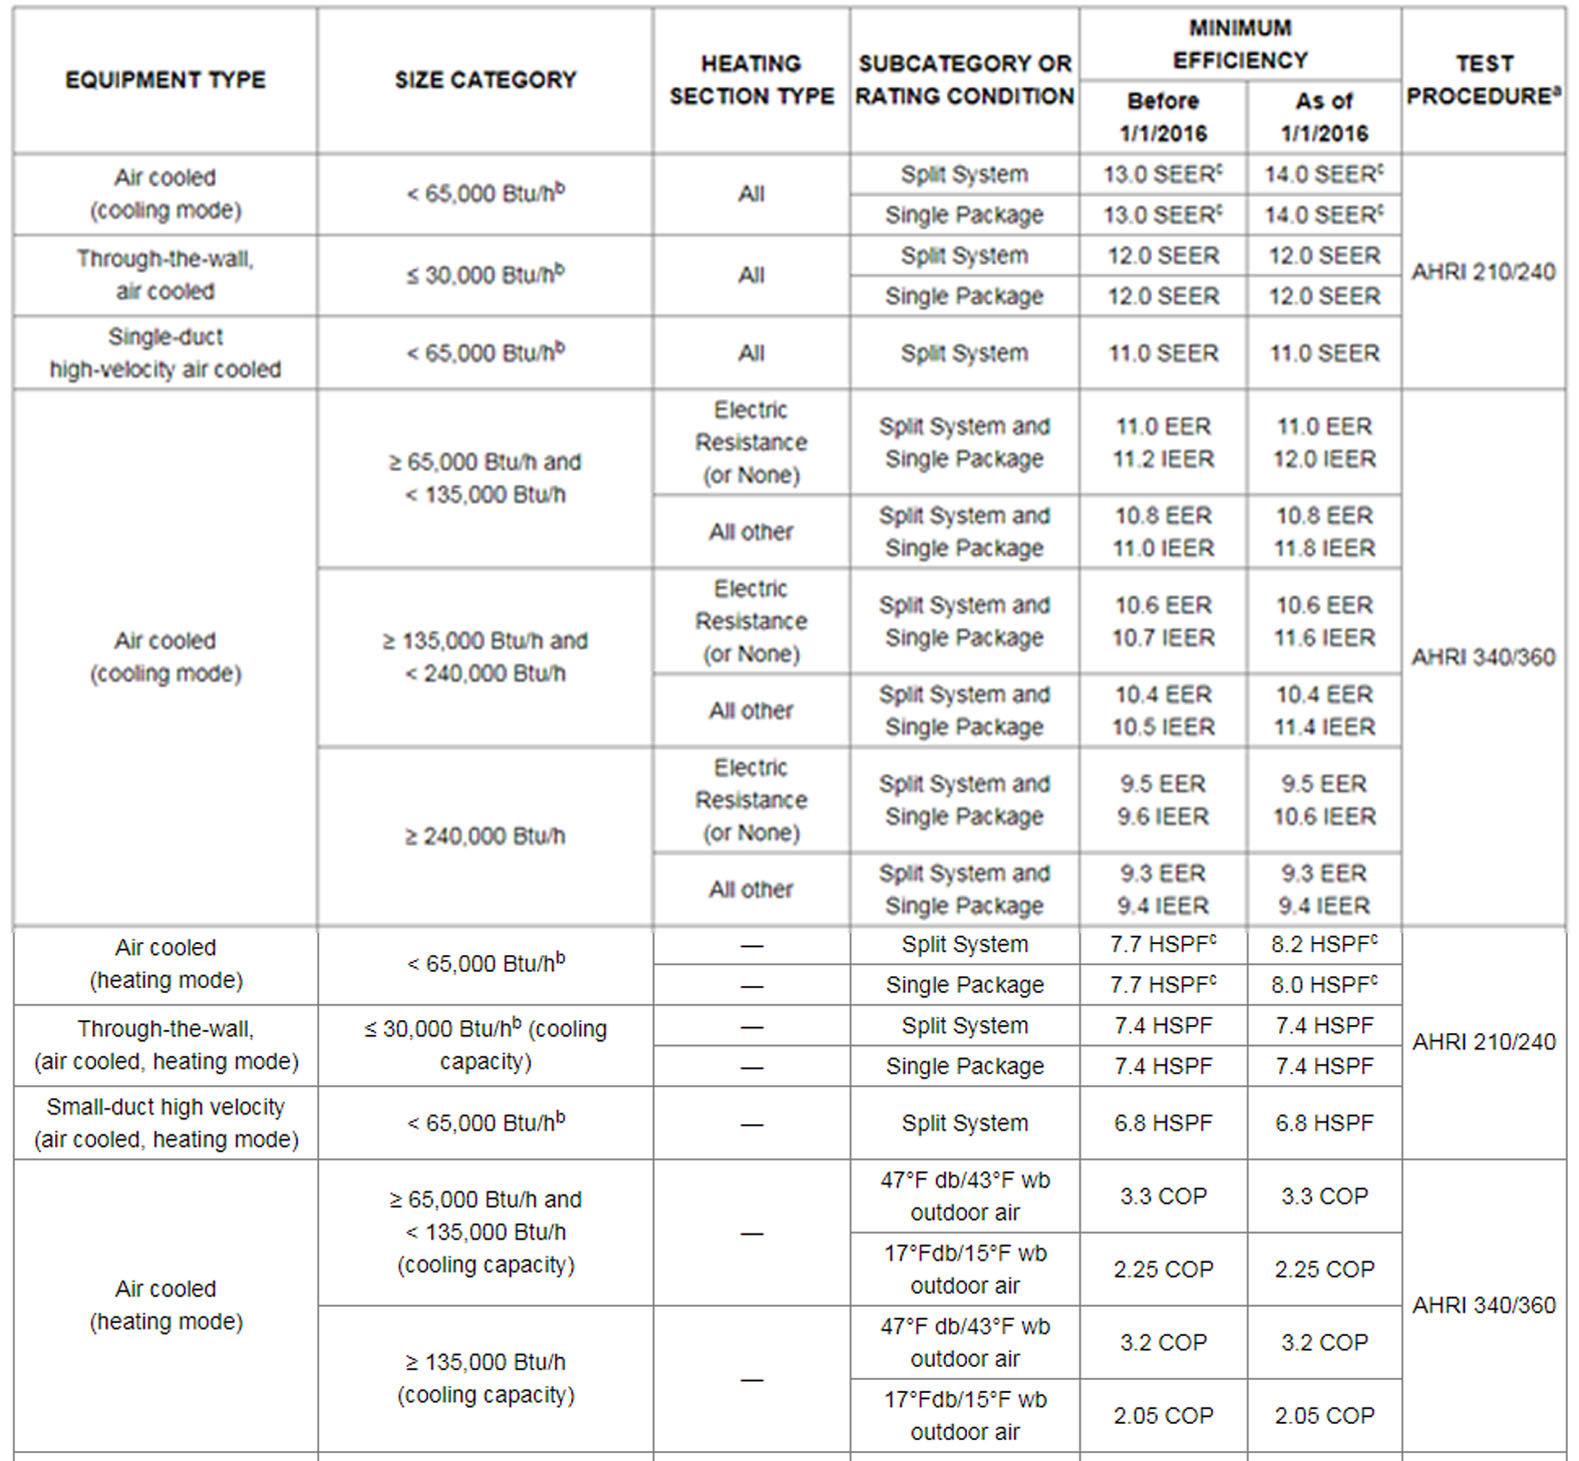 EQUIPMENT TYPE
SIZE CATEGORY
HEATING
SECTION TYPE
SUBCATEGORY OR
RATING CONDITION
MINIMUM
EFFICIENCY
Before
1/1/2016
As of
1/1/2016
TEST
PROCEDUREᵃ
Air cooled
(cooling mode)
< 65,000 Btu/hᵇ
All
Split System
13.0 SEERᶜ
14.0 SEERᶜ
Single Package
13.0 SEERᶜ
14.0 SEERᶜ
AHRI 210/240
Through-the-wall,
air cooled
≤ 30,000 Btu/hᵇ
All
Split System
12.0 SEER
12.0 SEER
Single Package
12.0 SEER
12.0 SEER
Single-duct
high-velocity air cooled
< 65,000 Btu/hᵇ
All
Split System
11.0 SEER
11.0 SEER
Air cooled
(cooling mode)
≥ 65,000 Btu/h and
< 135,000 Btu/h
Electric
Resistance
(or None)
Split System and
Single Package
11.0 EER
11.2 IEER
11.0 EER
12.0 IEER
All other
Split System and
Single Package
10.8 EER
11.0 IEER
10.8 EER
11.8 IEER
AHRI 340/360
≥ 135,000 Btu/h and
< 240,000 Btu/h
Electric
Resistance
(or None)
Split System and
Single Package
10.6 EER
10.7 IEER
10.6 EER
11.6 IEER
All other
Split System and
Single Package
10.4 EER
10.5 IEER
10.4 EER
11.4 IEER
≥ 240,000 Btu/h
Electric
Resistance
(or None)
Split System and
Single Package
9.5 EER
9.6 IEER
9.5 EER
10.6 IEER
All other
Split System and
Single Package
9.3 EER
9.4 IEER
9.3 EER
9.4 IEER
Air cooled
(heating mode)
< 65,000 Btu/hᵇ
—
Split System
7.7 HSPFᶜ
8.2 HSPFᶜ
—
Single Package
7.7 HSPFᶜ
8.0 HSPFᶜ
AHRI 210/240
Through-the-wall,
(air cooled, heating mode)
≤ 30,000 Btu/hᵇ (cooling
capacity)
—
Split System
7.4 HSPF
7.4 HSPF
—
Single Package
7.4 HSPF
7.4 HSPF
Small-duct high velocity
(air cooled, heating mode)
< 65,000 Btu/hᵇ
—
Split System
6.8 HSPF
6.8 HSPF
Air cooled
(heating mode)
≥ 65,000 Btu/h and
< 135,000 Btu/h
(cooling capacity)
—
47°F db/43°F wb
outdoor air
3.3 COP
3.3 COP
17°Fdb/15°F wb
outdoor air
2.25 COP
2.25 COP
AHRI 340/360
≥ 135,000 Btu/h
(cooling capacity)
—
47°F db/43°F wb
outdoor air
3.2 COP
3.2 COP
17°Fdb/15°F wb
outdoor air
2.05 COP
2.05 COP